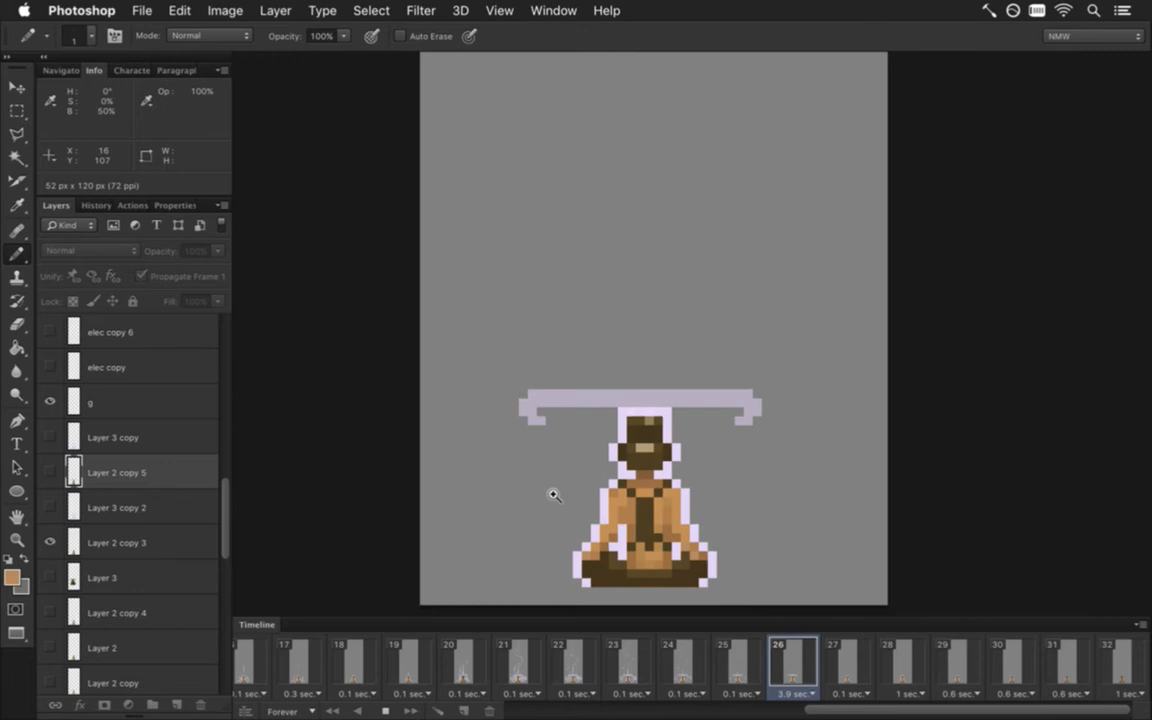 Photoshop File Edit Image Layer Type Select Filter 3D View Window Help
1 Mode: Normal Opacity: 100% Auto Erase NMW
Navigato Info Characte Paragrapl
H: 0° Op: 100%
S: 0%
B: 50%
X: 16 W:
Y: 107 H:
52 px x 120 px (72 ppi)
Layers History Actions Properties
Kind
Normal Opacity: 100%
Unify: Propagate Frame 1
Lock: Fill: 100%
elec copy 6
elec copy
g
Layer 3 copy
Layer 2 copy 5
Layer 3 copy 2
Layer 2 copy 3
Layer 3
Layer 2 copy 4
Layer 2
Layer 2 copy
Timeline
17 18 19 20 21 22 23 24 25 26 27 28 29 30 31 32
0.1 sec. 0.3 sec. 0.1 sec. 0.1 sec. 0.1 sec. 0.1 sec. 0.1 sec. 0.1 sec. 0.1 sec. 0.1 sec. 3.9 sec. 0.1 sec. 1 sec. 0.6 sec. 0.6 sec. 0.6 sec. 1 sec.
Forever